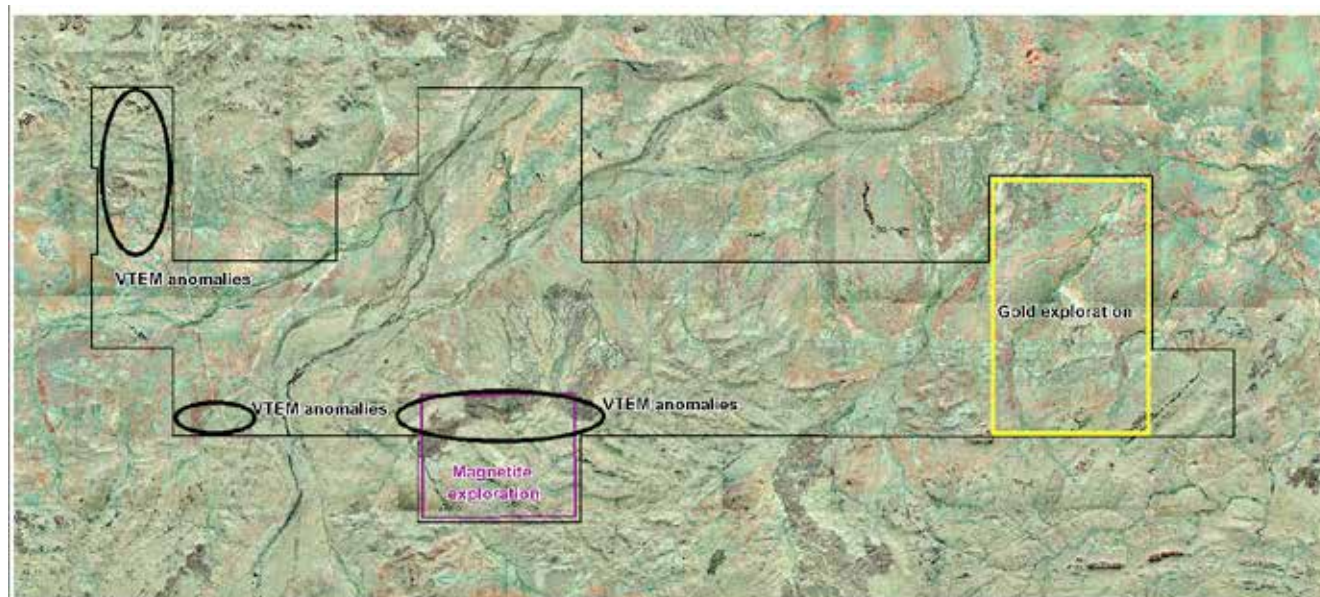 VTEM anomalies
Gold exploration
VTEM anomalies
VTEM anomalies
Magnetite
exploration